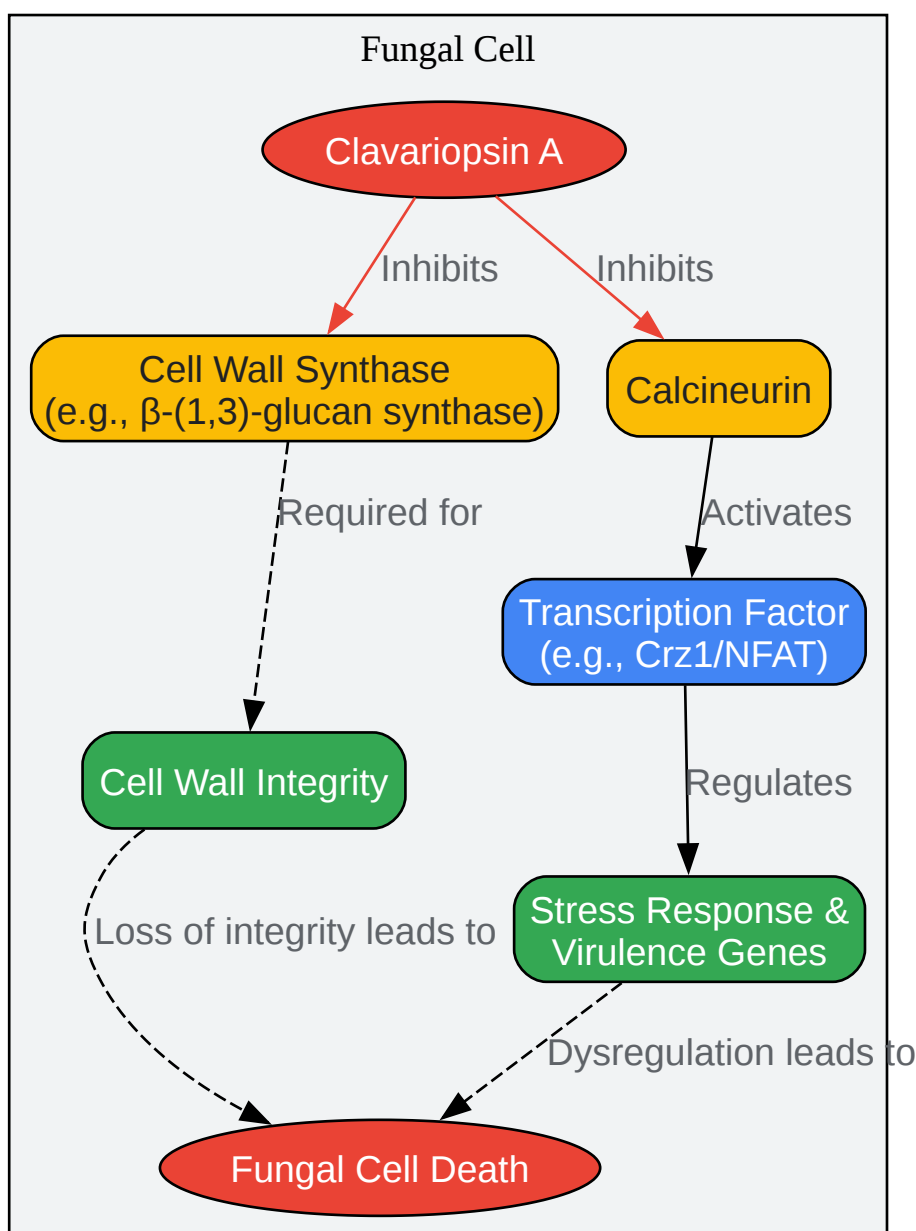 Fungal Cell
Clavariopsin A
Inhibits
Inhibits
Cell Wall Synthase
(e.g., β-(1,3)-glucan synthase)
Calcineurin
Required for
Activates
Transcription Factor
(e.g., Crz1/NFAT)
Cell Wall Integrity
Regulates
Stress Response &
Virulence Genes
Loss of integrity leads to
Dysregulation leads to
Fungal Cell Death